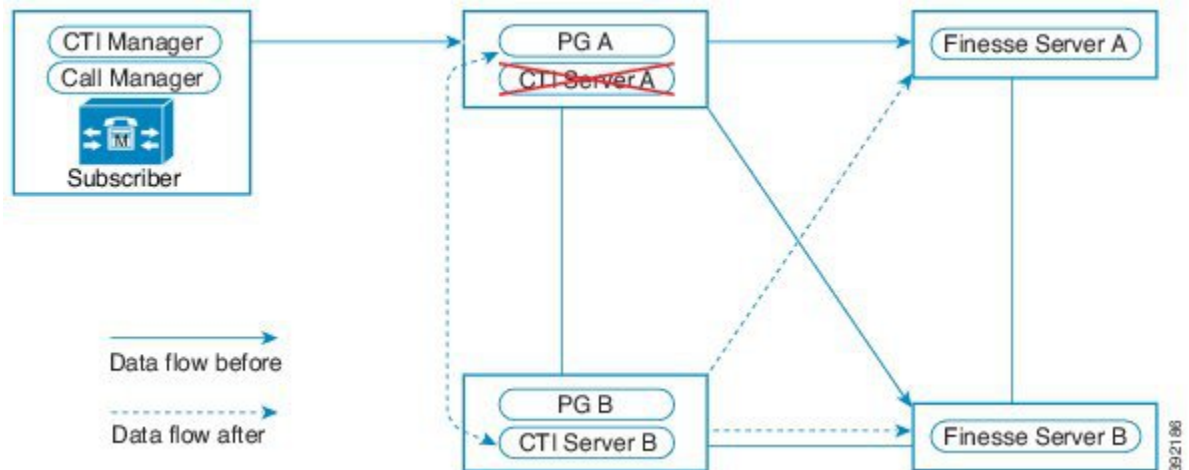 CTI Manager
Call Manager
M
Subscriber
PG A
CTI Server A
Finesse Server A
Data flow before
Data flow after
PG B
CTI Server B
Finesse Server B
392186